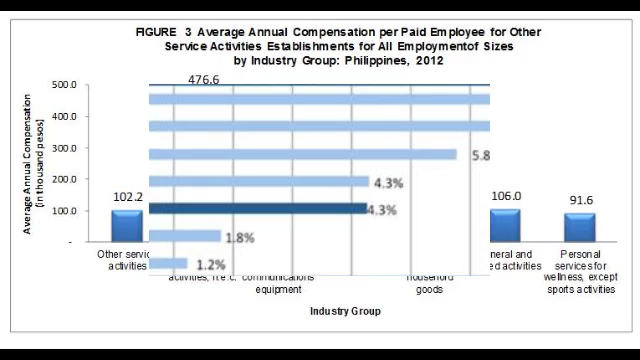 FIGURE 3 Average Annual Compensation per Paid Employee for Other
Service Activities Establishments for All Employmentof Sizes
by Industry Group: Philippines, 2012
Average Annual Compensation
(in thousand pesos)
500.0
400.0
300.0
200.0
100.0
-
476.6
5.8
4.3%
4.3%
1.8%
1.2%
102.2
106.0
91.6
Other
activities
activities, n.e.c.
communications
equipment
household
goods
and
activities
Personal
services for
wellness, except
sports activities
Industry Group